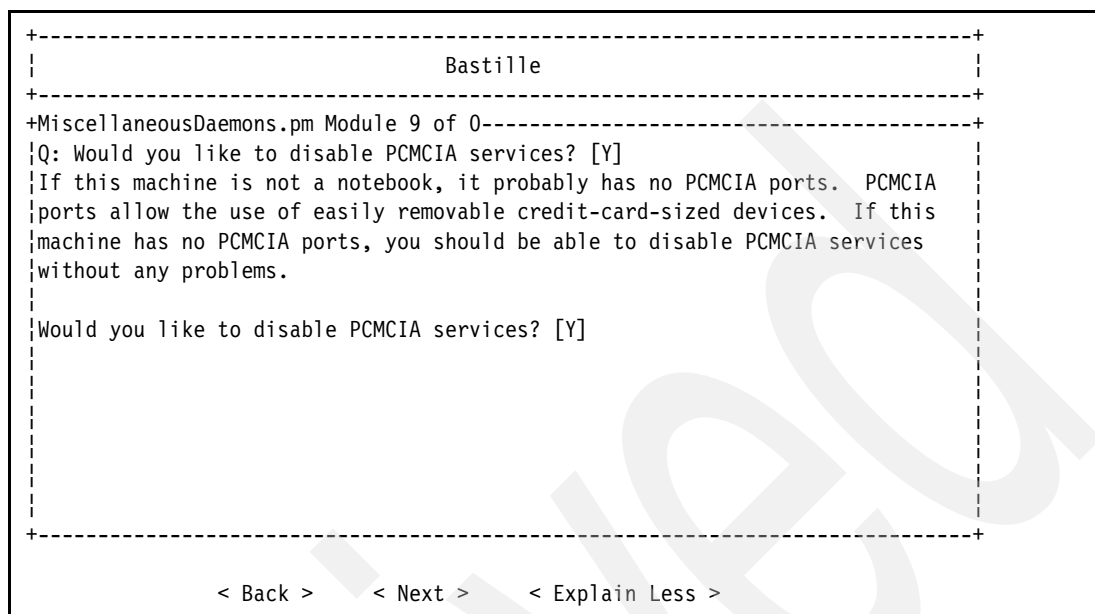 +------------------------------------------------------------------------------+
¦ Bastille ¦
+------------------------------------------------------------------------------+
+MiscellaneousDaemons.pm Module 9 of 0-----------------------------------------+
¦Q: Would you like to disable PCMCIA services? [Y] ¦
¦If this machine is not a notebook, it probably has no PCMCIA ports. PCMCIA ¦
¦ports allow the use of easily removable credit-card-sized devices. If this ¦
¦machine has no PCMCIA ports, you should be able to disable PCMCIA services ¦
¦without any problems. ¦
¦ ¦
¦Would you like to disable PCMCIA services? [Y] ¦
¦ ¦
¦ ¦
¦ ¦
¦ ¦
¦ ¦
¦ ¦
¦ ¦
+------------------------------------------------------------------------------+
< Back > < Next > < Explain Less >